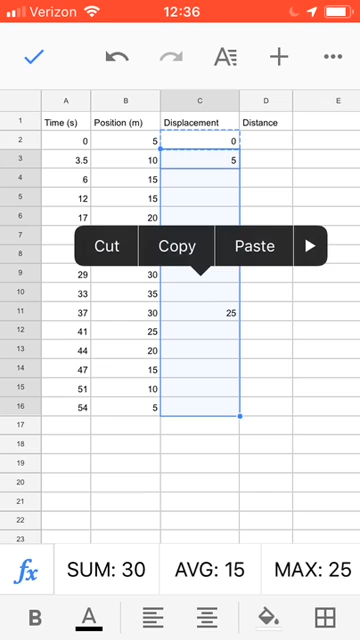 Verizon 12:36
A B C D E
1 Time (s) Position (m) Displacement Distance
2 0 5 0
3 3.5 10 5
4 6 15
5 12 15
6 17 20
7
8
Cut Copy Paste
9 29 30
10 33 35
11 37 30 25
12 41 25
13 44 20
14 47 15
15 51 10
16 54 5
17
18
19
20
21
22
23
fx SUM: 30 AVG: 15 MAX: 25
B A